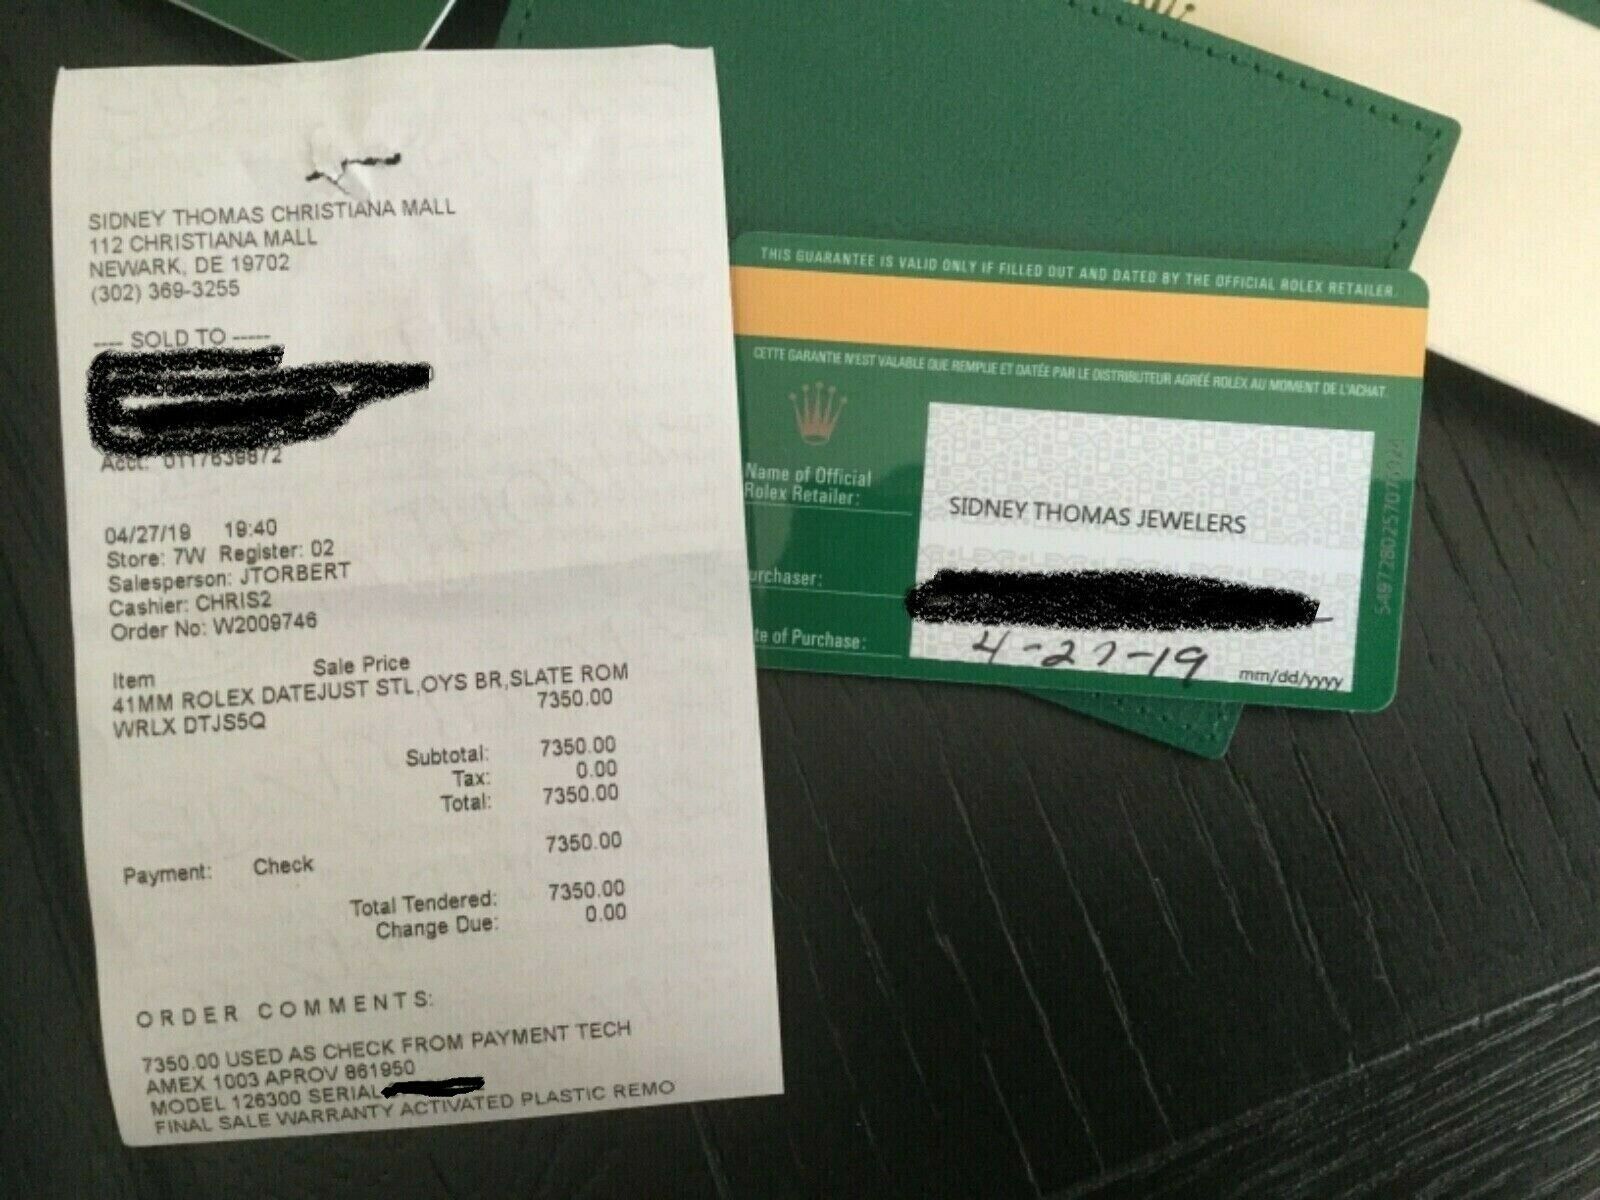 SIDNEY THOMAS CHRISTIANA MALL
112 CHRISTIANA MALL
NEWARK, DE 19702
(302) 369-3255
---- SOLD TO -----
Acct: 0117639872
04/27/19 19:40
Store: 7W Register: 02
Salesperson: JTORBERT
Cashier: CHRIS2
Order No: W2009746
Item Sale Price
41MM ROLEX DATEJUST STL,OYS BR,SLATE ROM
WRLX DTJS5Q 7350.00
Subtotal: 7350.00
Tax: 0.00
Total: 7350.00
7350.00
Payment: Check
Total Tendered: 7350.00
Change Due: 0.00
ORDER COMMENTS:
7350.00 USED AS CHECK FROM PAYMENT TECH
AMEX 1003 APROV 861950
MODEL 126300 SERIAL
FINAL SALE WARRANTY ACTIVATED PLASTIC REMO
THIS GUARANTEE IS VALID ONLY IF FILLED OUT AND DATED BY THE OFFICIAL ROLEX RETAILER.
CETTE GARANTIE N'EST VALABLE QUE REMPLIE ET DATÉE PAR LE DISTRIBUTEUR AGRÉÉ ROLEX AU MOMENT DE L'ACHAT.
Name of Official
Rolex Retailer:
SIDNEY THOMAS JEWELERS
urchaser:
te of Purchase:
4-27-19
mm/dd/yyyy